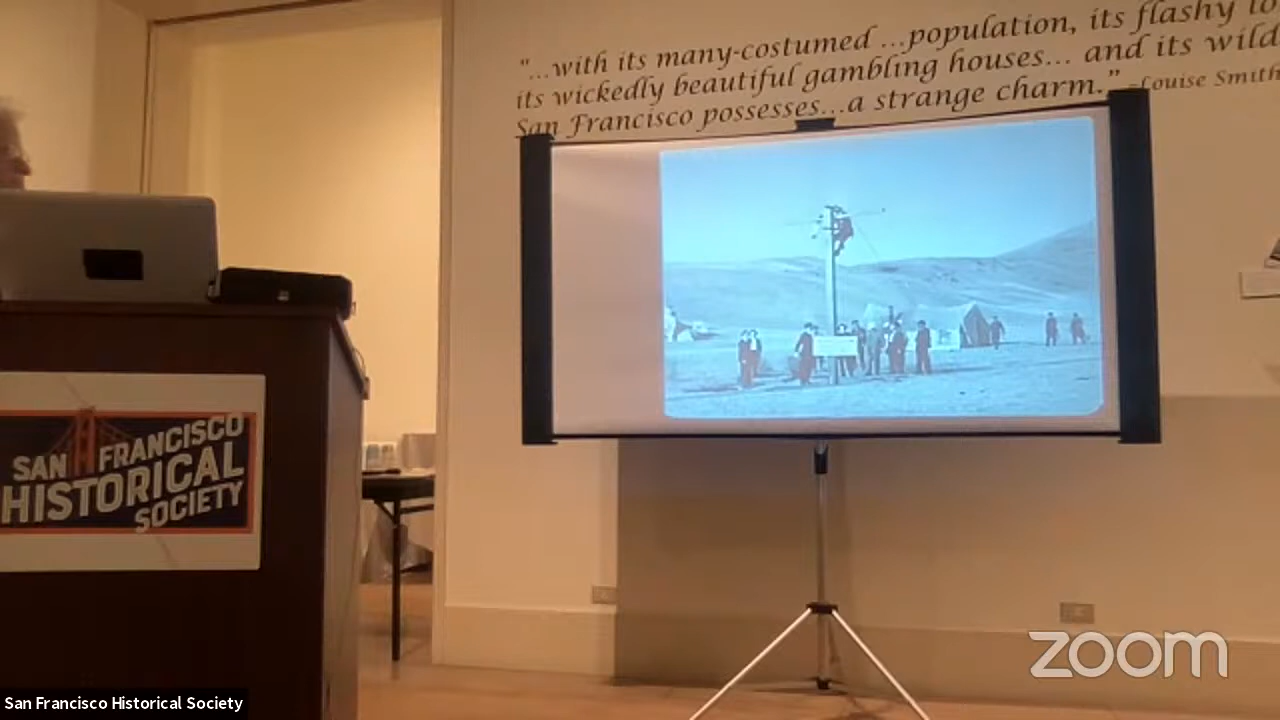 "...with its many-costumed ...population, its flashy
its wickedly beautiful gambling houses... and its wild
San Francisco possesses...a strange charm." -Louise Smith
SAN FRANCISCO
HISTORICAL
SOCIETY
zoom
San Francisco Historical Society